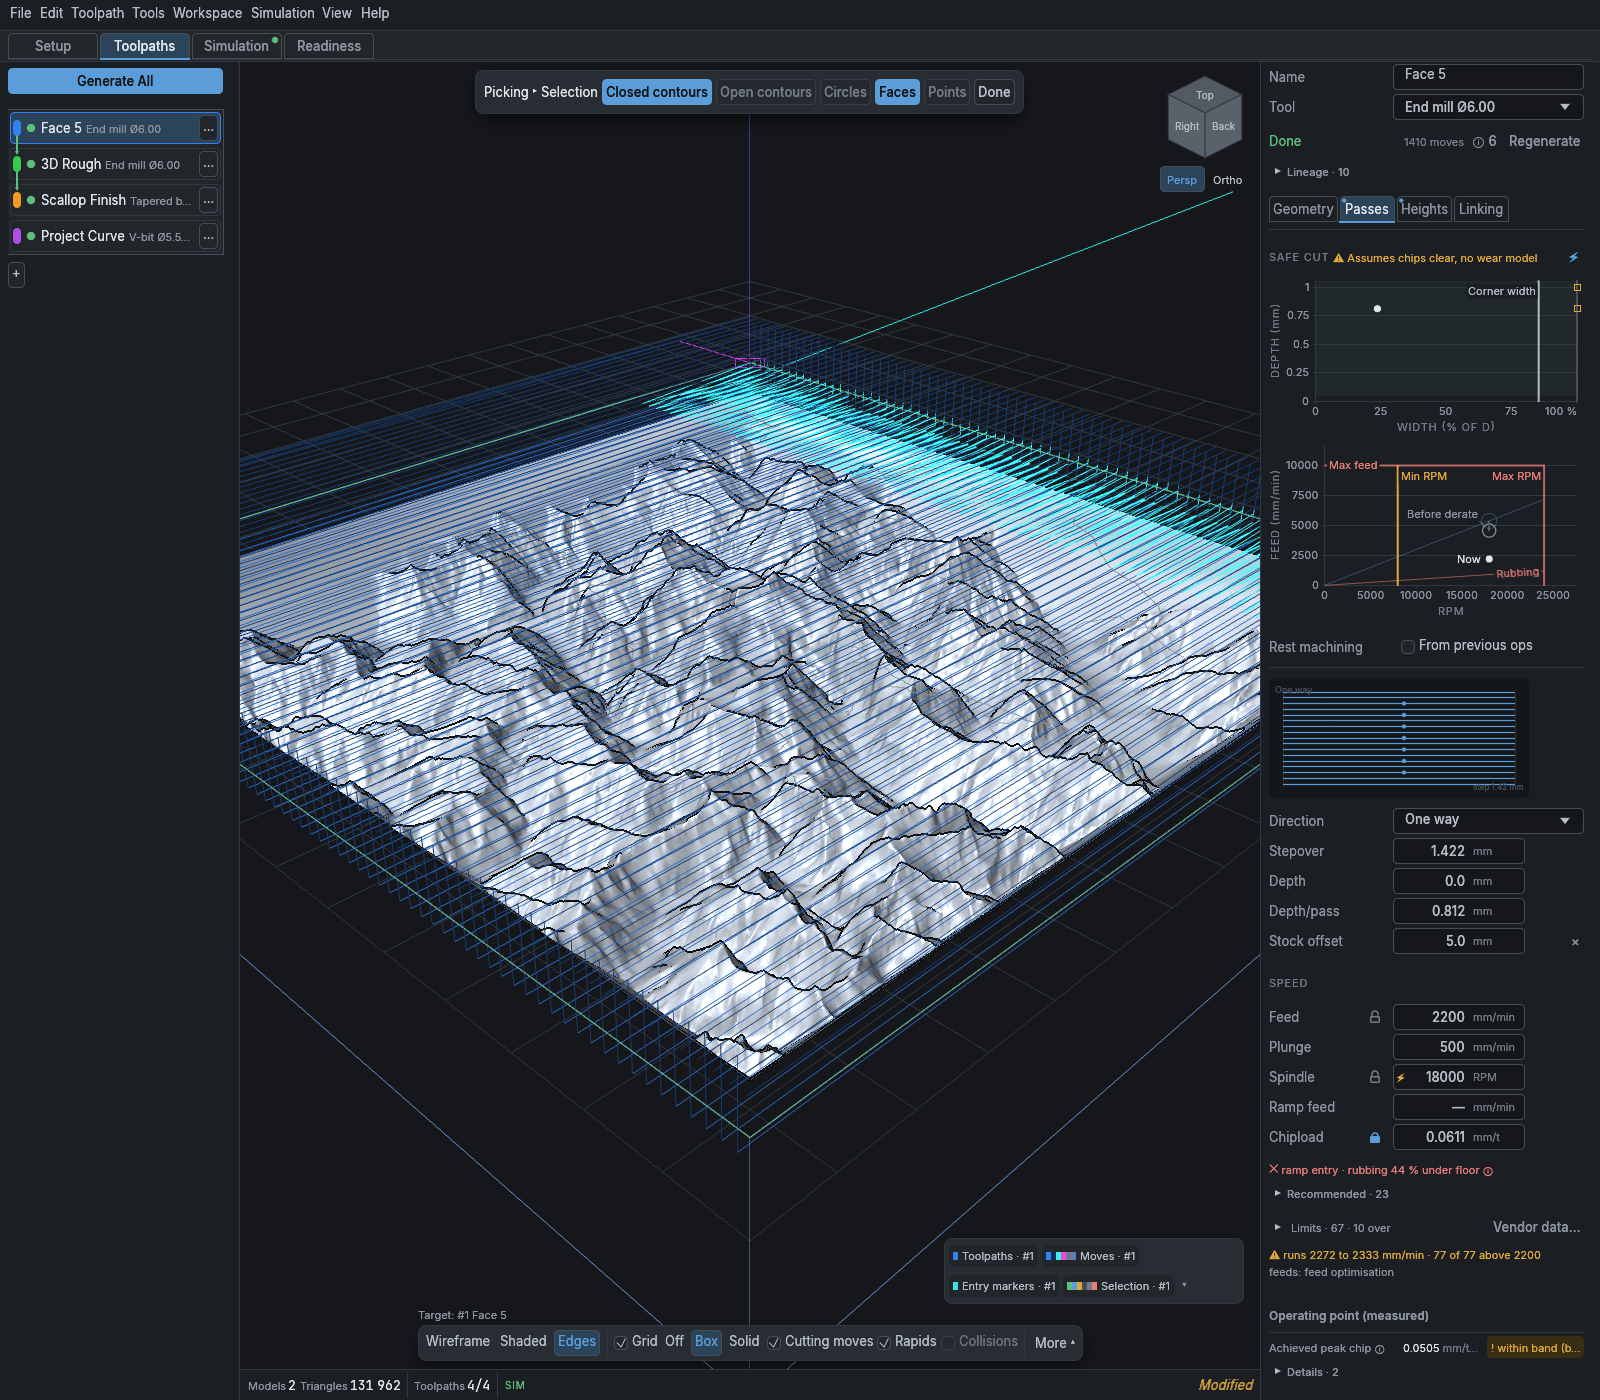 File Edit Toolpath Tools Workspace Simulation View Help
Setup Toolpaths Simulation Readiness
Generate All
Face 5 End mill Ø6.00 ...
3D Rough End mill Ø6.00 ...
Scallop Finish Tapered b... ...
Project Curve V-bit Ø5.5... ...
+
Picking ▸ Selection Closed contours Open contours Circles Faces Points Done
Top
Right Back
Persp Ortho
Target: #1 Face 5
Wireframe Shaded Edges Grid Off Box Solid Cutting moves Rapids Collisions More
Toolpaths · #1 Moves · #1
Entry markers · #1 Selection · #1
Models 2 Triangles 131 962 Toolpaths 4/4 SIM Modified
Name Face 5
Tool End mill Ø6.00
Done 1410 moves 6 Regenerate
Lineage · 10
Geometry Passes Heights Linking
SAFE CUT Assumes chips clear, no wear model
Corner width
DEPTH (mm)
1
0.75
0.5
0.25
0
0 25 50 75 100 %
WIDTH (% OF D)
FEED (mm/min)
10000
7500
5000
2500
0
Max feed
Min RPM Max RPM
Before derate
Now
Rubbing
0 5000 10000 15000 20000 25000
RPM
Rest machining From previous ops
One way
step 1.42 mm
Direction One way
Stepover 1.422 mm
Depth 0.0 mm
Depth/pass 0.812 mm
Stock offset 5.0 mm ×
SPEED
Feed 2200 mm/min
Plunge 500 mm/min
Spindle 18000 RPM
Ramp feed — mm/min
Chipload 0.0611 mm/t
ramp entry · rubbing 44 % under floor
Recommended · 23
Limits · 67 · 10 over Vendor data...
runs 2272 to 2333 mm/min · 77 of 77 above 2200
feeds: feed optimisation
Operating point (measured)
Achieved peak chip 0.0505 mm/t... ! within band (b...
Details · 2